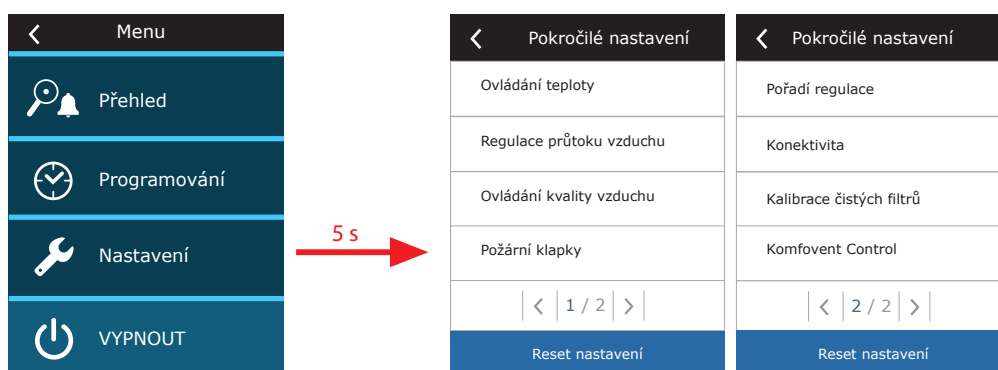 Menu
Přehled
Programování
Nastavení
VYPNOUT
5 s
Pokročilé nastavení
Ovládání teploty
Regulace průtoku vzduchu
Ovládání kvality vzduchu
Požární klapky
1 / 2
Reset nastavení
Pokročilé nastavení
Pořadí regulace
Konektivita
Kalibrace čistých filtrů
Komfovent Control
2 / 2
Reset nastavení